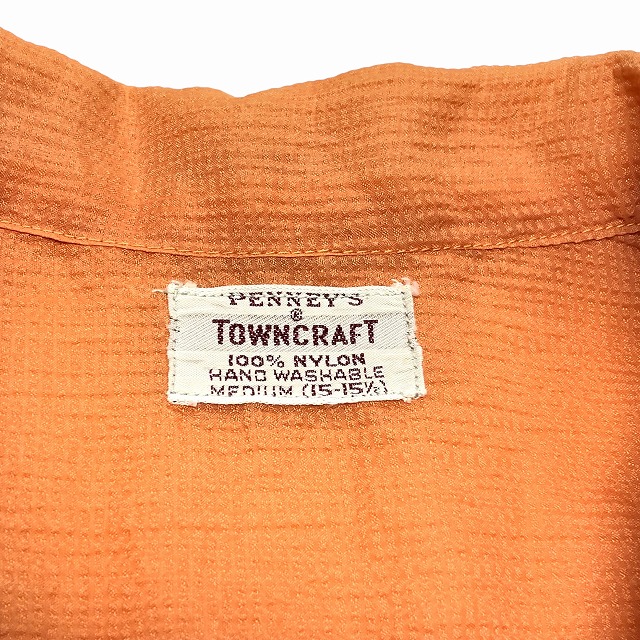 PENNEY'S
®
TOWNCRAFT
100% NYLON
HAND WASHABLE
MEDIUM (15-15½)